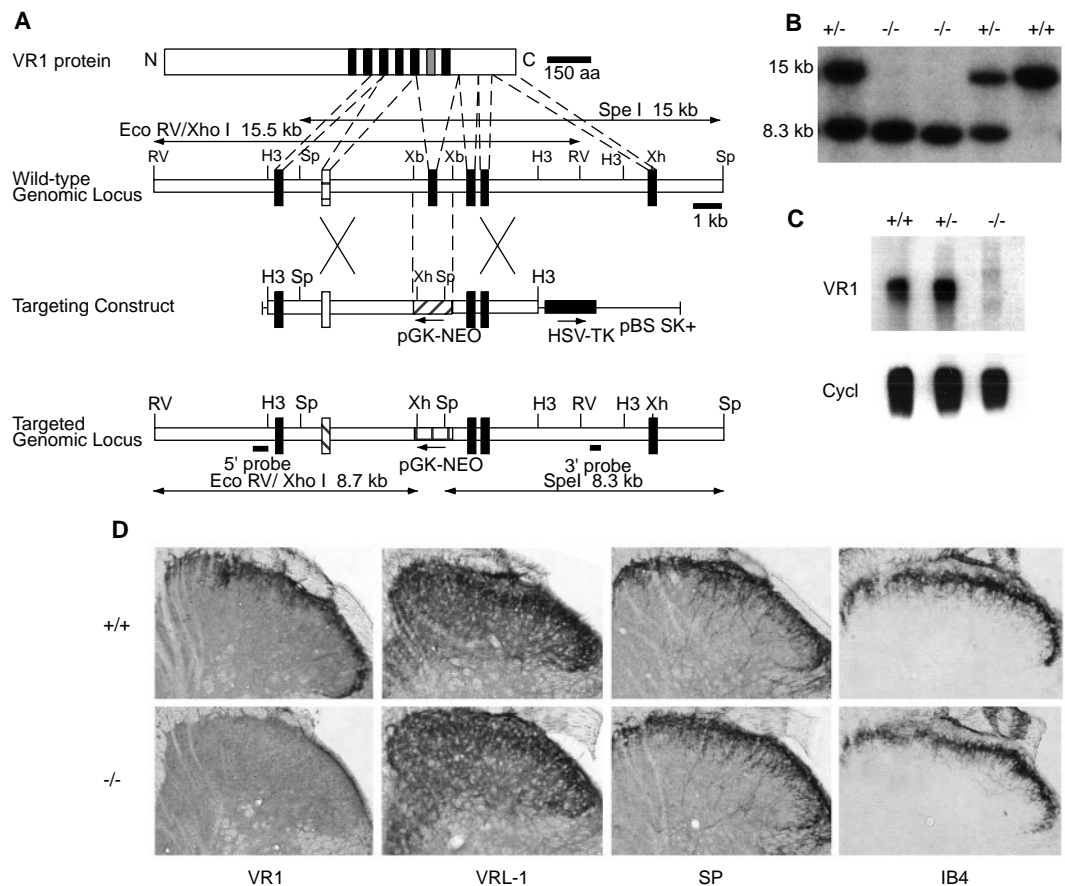 A
VR1 protein
N
C
150 aa
Spe I 15 kb
Eco RV/Xho I 15.5 kb
RV
H3
Sp
Xb
Xb
H3
RV
H3
Xh
Sp
Wild-type
Genomic Locus
1 kb
H3
Sp
Xh
Sp
H3
Targeting Construct
pGK-NEO
HSV-TK
pBS SK+
RV
H3
Sp
Xh
Sp
H3
RV
H3
Xh
Sp
Targeted
Genomic Locus
5' probe
pGK-NEO
3' probe
Eco RV/ Xho I 8.7 kb
SpeI 8.3 kb
B
+/- -/- -/- +/- +/+
15 kb
8.3 kb
C
+/+ +/- -/-
VR1
Cycl
D
+/+
-/-
VR1 VRL-1 SP IB4